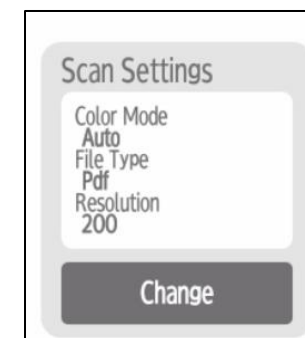 Scan Settings
Color Mode
Auto
File Type
Pdf
Resolution
200
Change